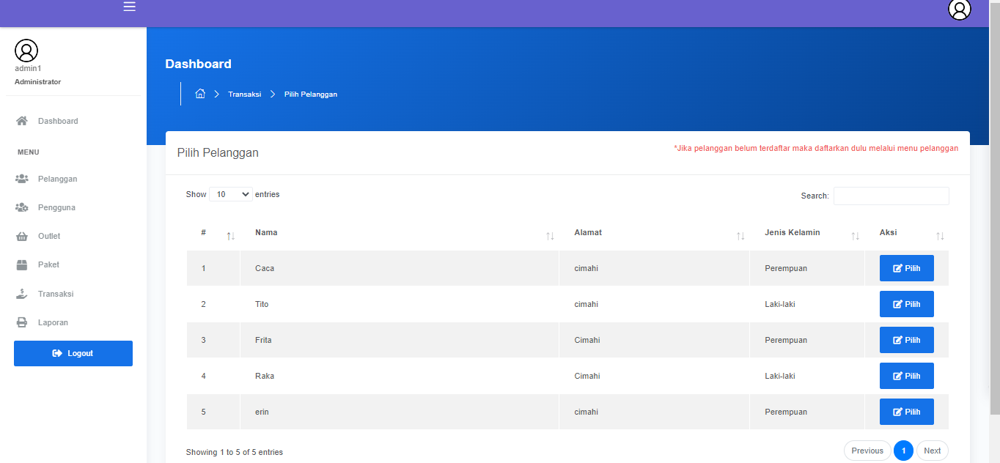 admin1
Administrator
Dashboard
MENU
Pelanggan
Pengguna
Outlet
Paket
Transaksi
Laporan
Logout
Dashboard
Transaksi Pilih Pelanggan
Pilih Pelanggan
*Jika pelanggan belum terdaftar maka daftarkan dulu melalui menu pelanggan
Show 10 entries
Search:
# Nama Alamat Jenis Kelamin Aksi
1 Caca cimahi Perempuan Pilih
2 Tito cimahi Laki-laki Pilih
3 Frita Cimahi Perempuan Pilih
4 Raka Cimahi Laki-laki Pilih
5 erin cimahi Perempuan Pilih
Showing 1 to 5 of 5 entries
Previous 1 Next